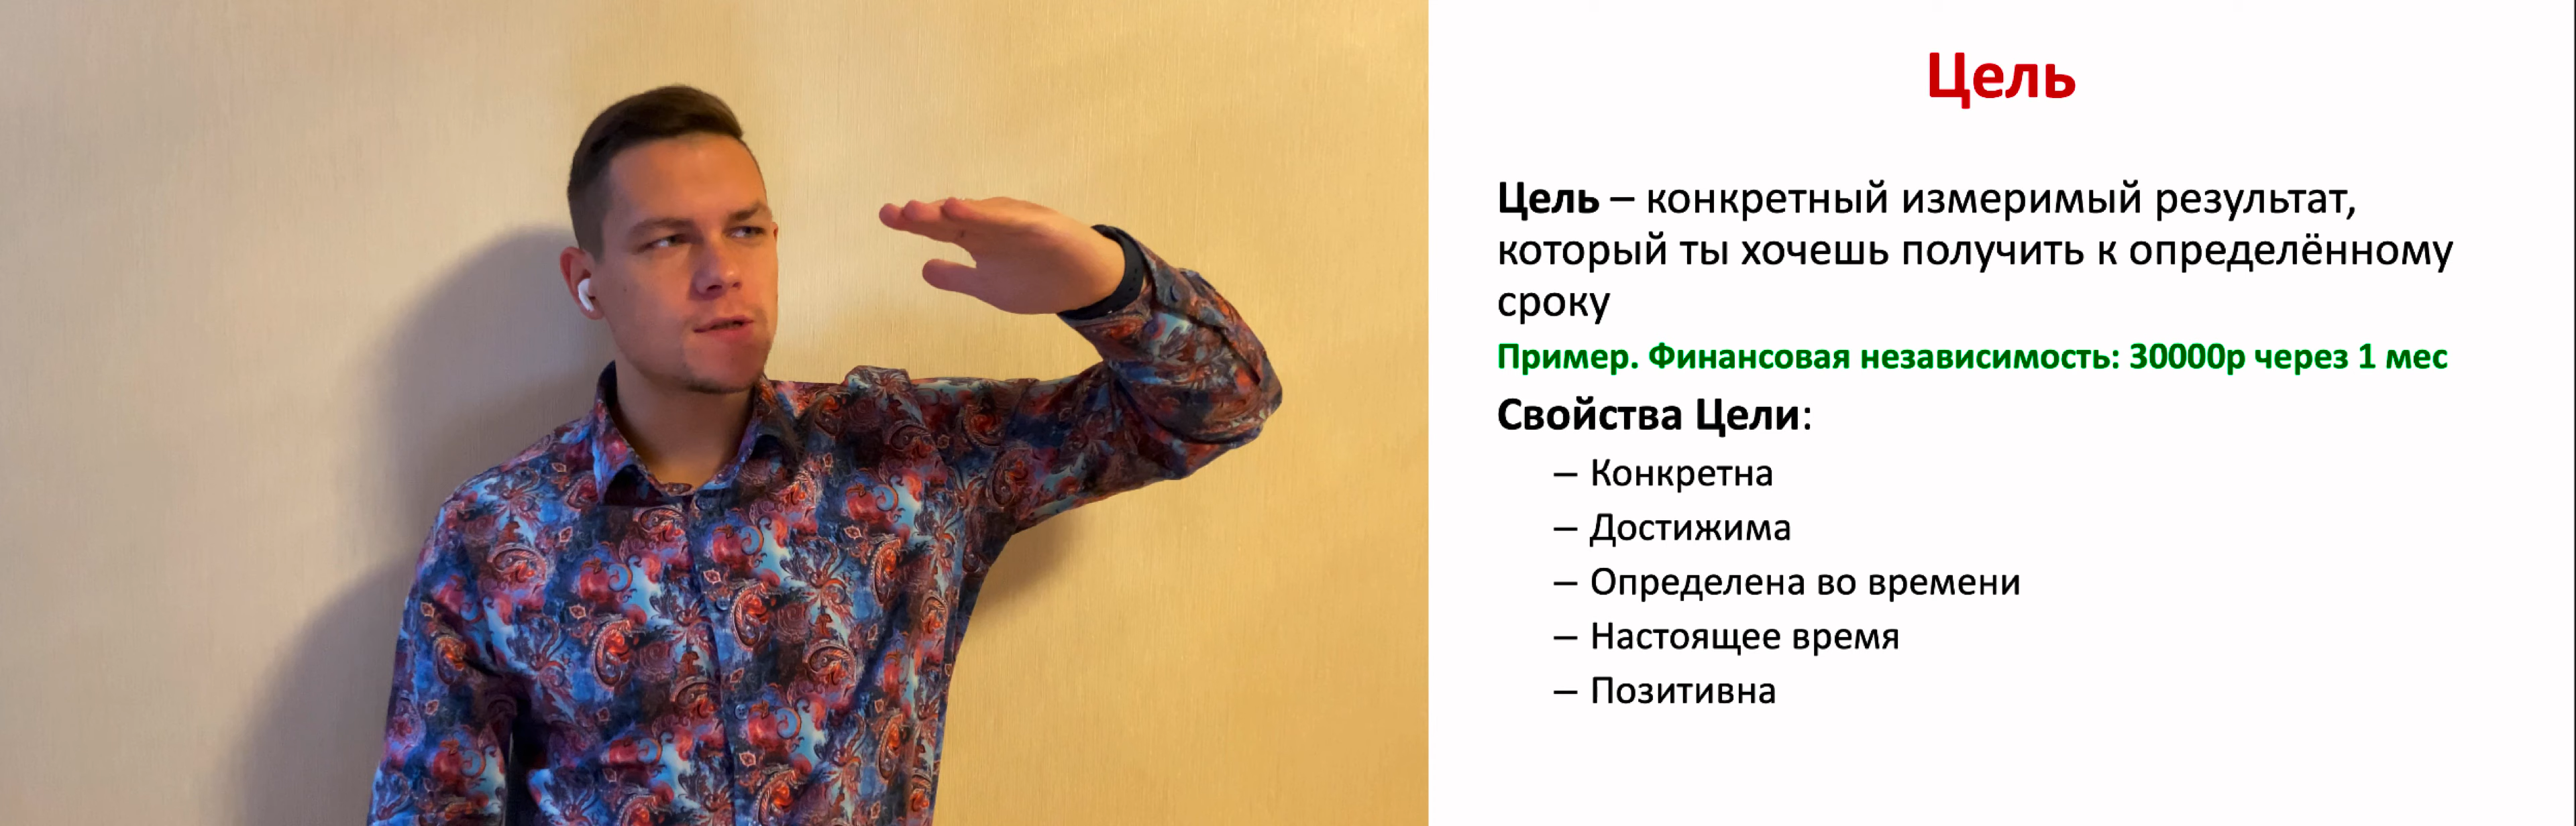 Цель
Цель – конкретный измеримый результат,
который ты хочешь получить к определённому
сроку
Пример. Финансовая независимость: 30000р через 1 мес
Свойства Цели:
– Конкретна
– Достижима
– Определена во времени
– Настоящее время
– Позитивна